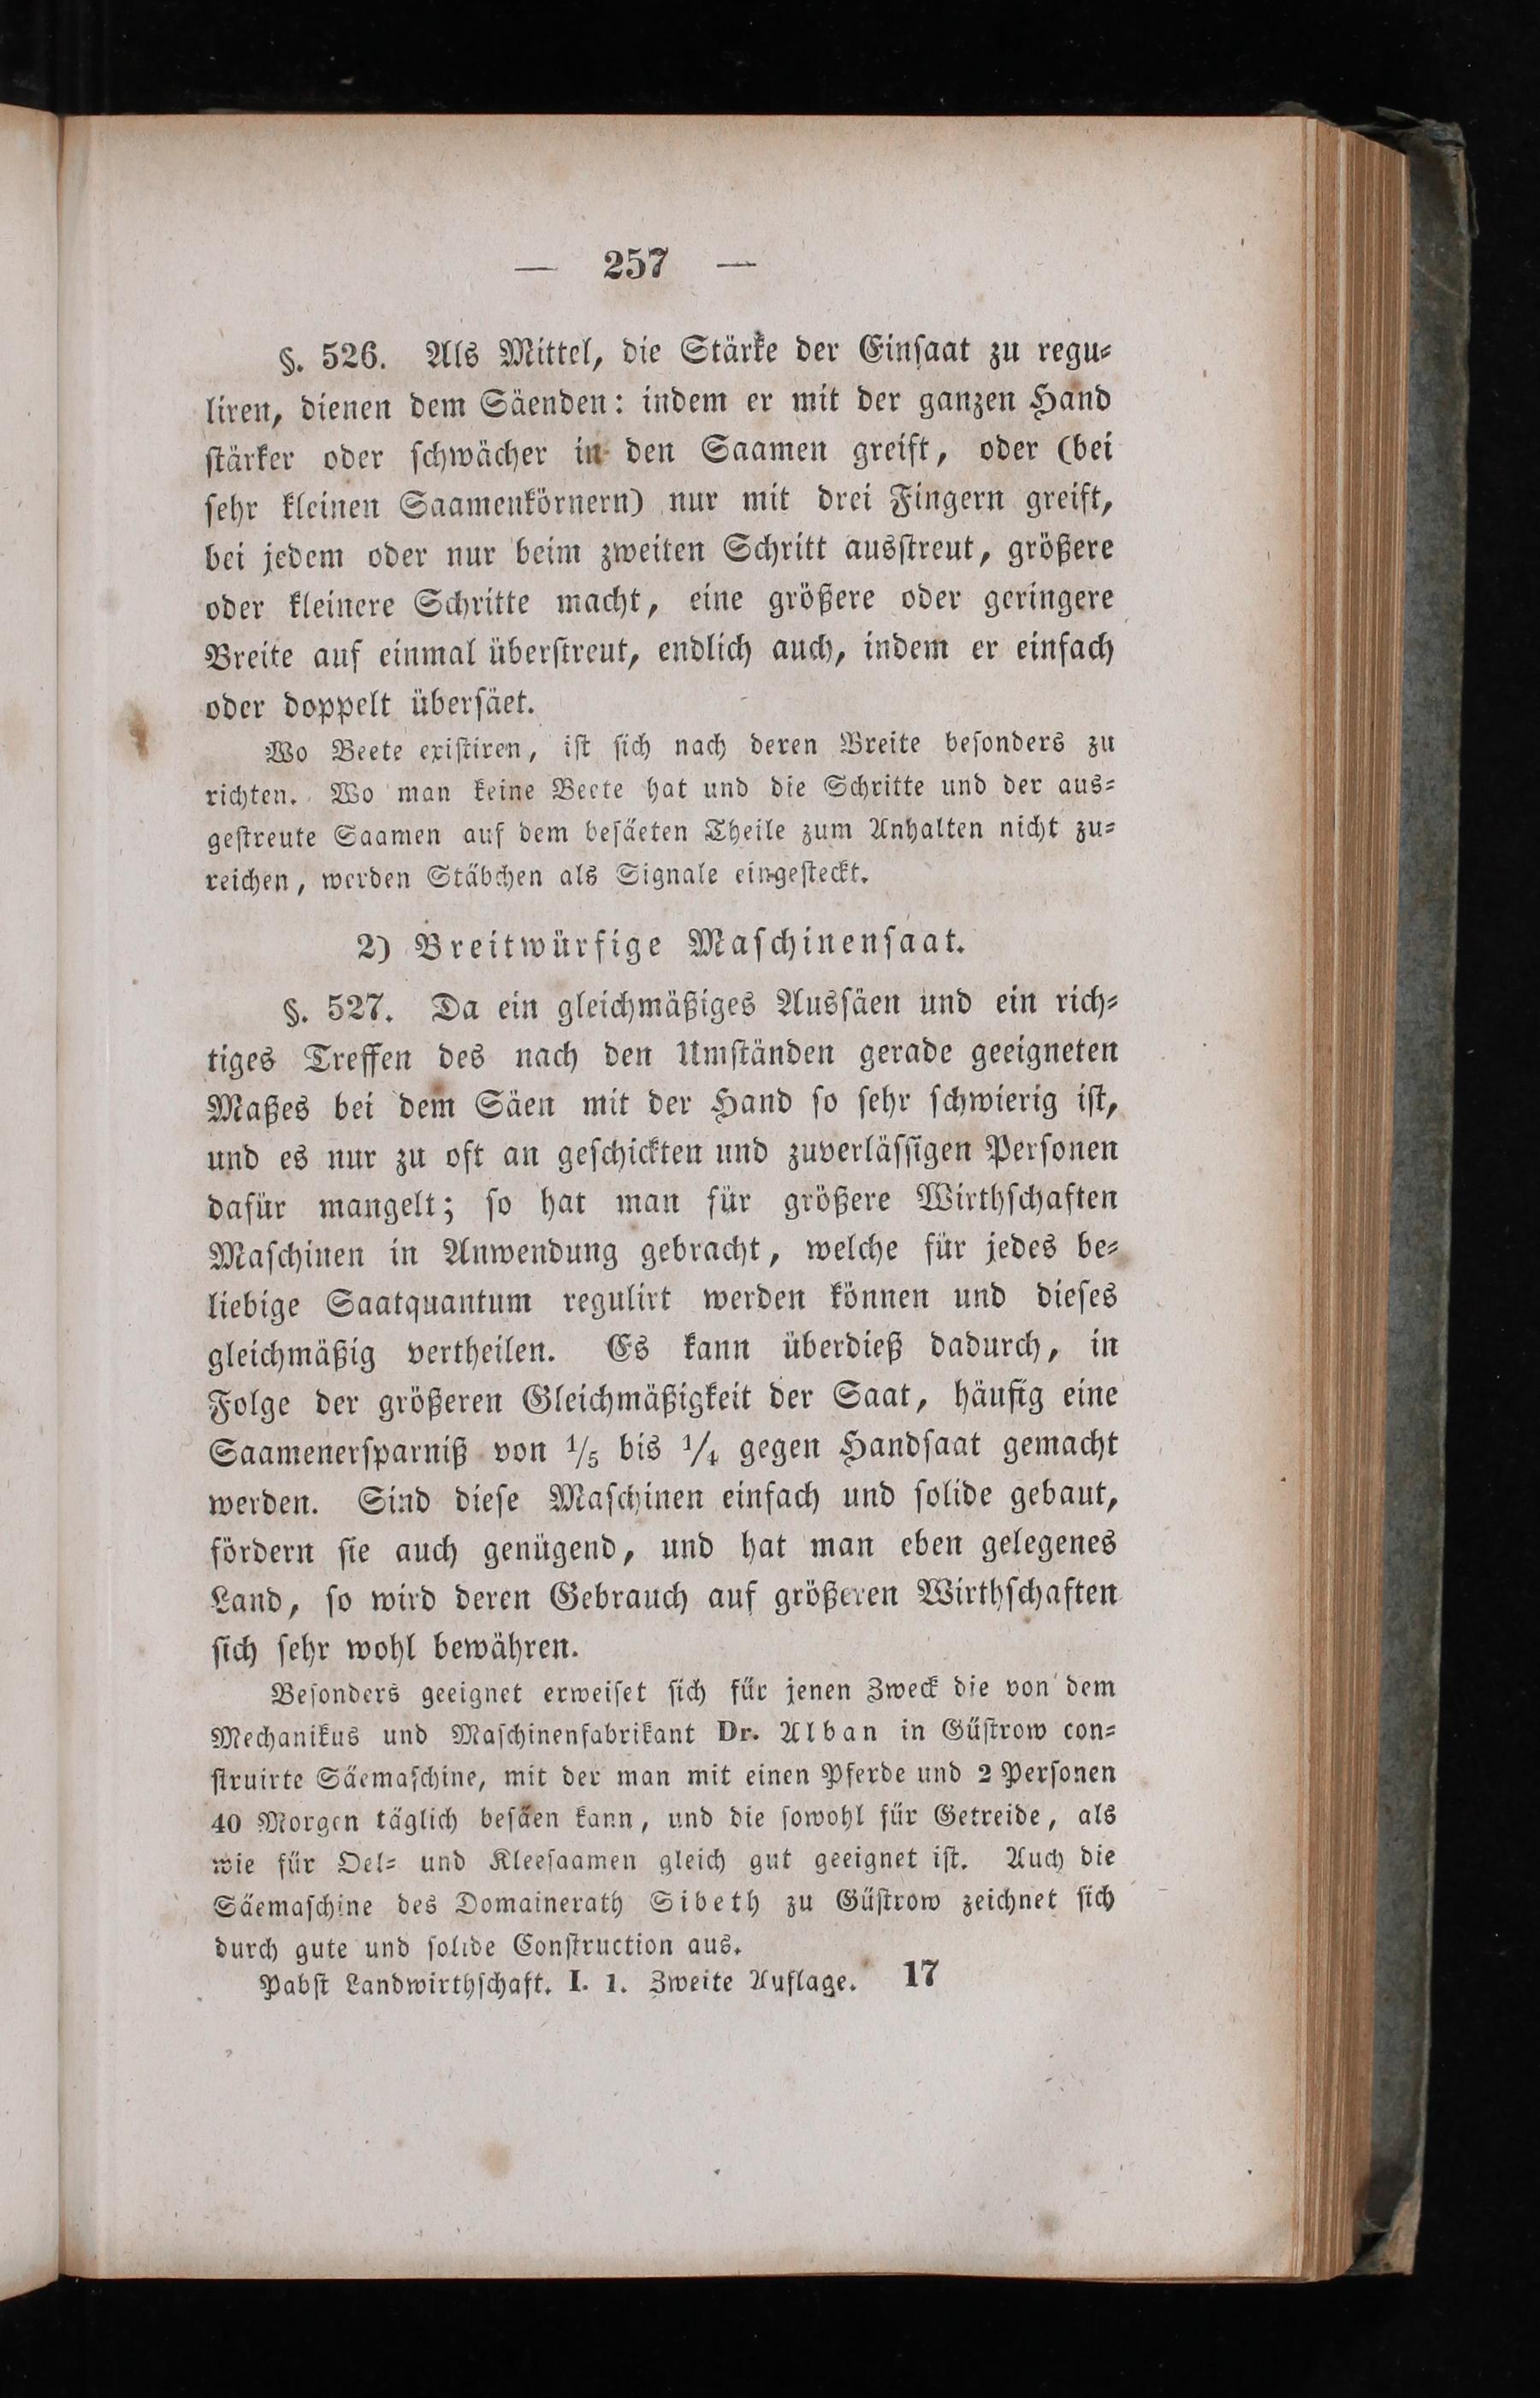 — 257 —
§. 526. Als Mittel, die Stärke der Einſaat zu regu⸗
liren, dienen dem Säenden: indem er mit der ganzen Hand
ſtärker oder ſchwächer in den Saamen greift, oder (bei
ſehr kleinen Saamenkörnern) nur mit drei Fingern greift,
bei jedem oder nur beim zweiten Schritt ausſtreut, größere
oder kleinere Schritte macht, eine größere oder geringere
Breite auf einmal überſtreut, endlich auch, indem er einfach
oder doppelt überſäet.
Wo Beete exiſtiren, iſt ſich nach deren Breite beſonders zu
richten. Wo man keine Beete hat und die Schritte und der aus⸗
geſtreute Saamen auf dem beſäeten Theile zum Anhalten nicht zu⸗
reichen, werden Stäbchen als Signale eingeſteckt.
2) Breitwürfige Maſchinenſaat.
§. 527. Da ein gleichmäßiges Ausſäen und ein rich⸗
tiges Treffen des nach den Umſtänden gerade geeigneten
Maßes bei dem Säen mit der Hand ſo ſehr ſchwierig iſt,
und es nur zu oft an geſchickten und zuverläſſigen Perſonen
dafür mangelt; ſo hat man für größere Wirthſchaften
Maſchinen in Anwendung gebracht, welche für jedes be⸗
liebige Saatquantum regulirt werden können und dieſes
gleichmäßig vertheilen. Es kann überdieß dadurch, in
Folge der größeren Gleichmäßigkeit der Saat, häufig eine
Saamenerſparniß von 1/5 bis 1/4 gegen Handſaat gemacht
werden. Sind dieſe Maſchinen einfach und ſolide gebaut,
fördern ſie auch genügend, und hat man eben gelegenes
Land, ſo wird deren Gebrauch auf größeren Wirthſchaften
ſich ſehr wohl bewähren.
Beſonders geeignet erweiſet ſich für jenen Zweck die von dem
Mechanikus und Maſchinenfabrikant Dr. Alban in Güſtrow con⸗
ſtruirte Säemaſchine, mit der man mit einen Pferde und 2 Perſonen
40 Morgen täglich beſäen kann, und die ſowohl für Getreide, als
wie für Oel⸗ und Kleeſaamen gleich gut geeignet iſt. Auch die
Säemaſchine des Domainerath Sibeth zu Güſtrow zeichnet ſich
durch gute und ſolide Conſtruction aus.
Pabſt Landwirthſchaft. I. 1. Zweite Auflage. 17